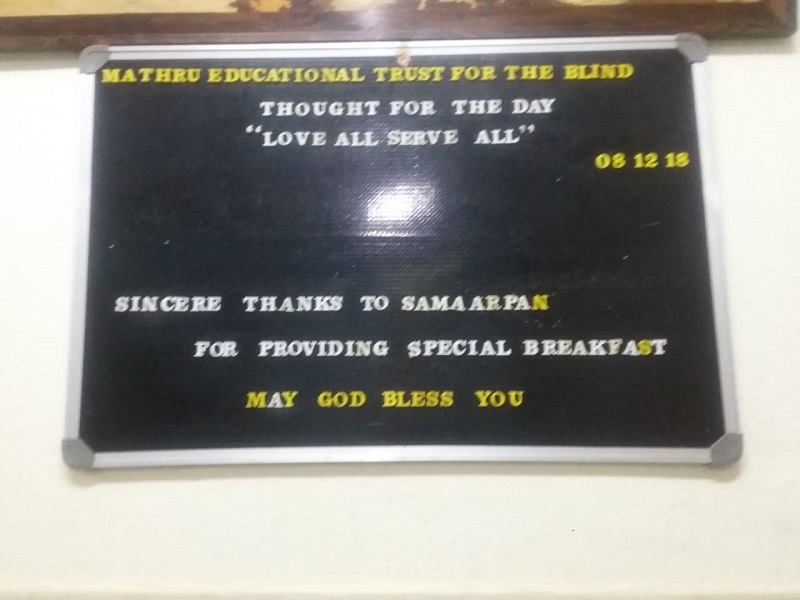 MATHRU EDUCATIONAL TRUST FOR THE BLIND
THOUGHT FOR THE DAY
"LOVE ALL SERVE ALL"
08 12 18
SINCERE THANKS TO SAMAARPAN
FOR PROVIDING SPECIAL BREAKFAST
MAY GOD BLESS YOU